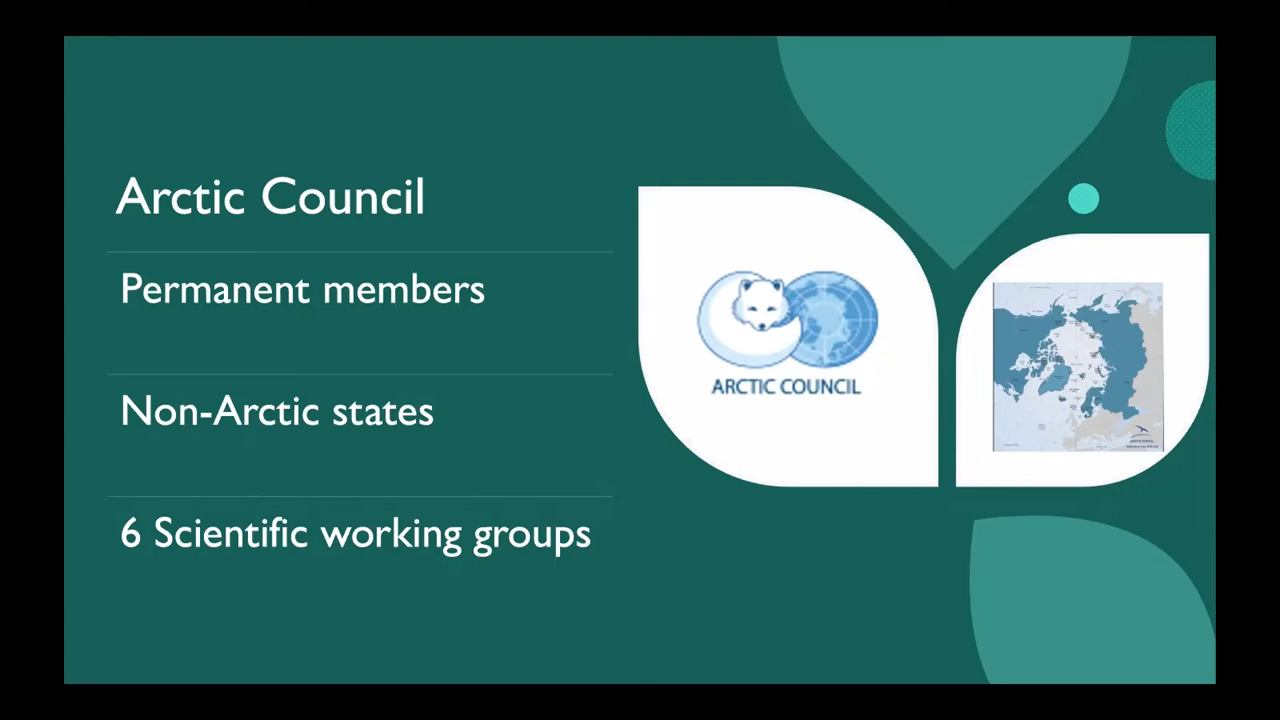 Arctic Council
Permanent members
Non-Arctic states
6 Scientific working groups
ARCTIC COUNCIL